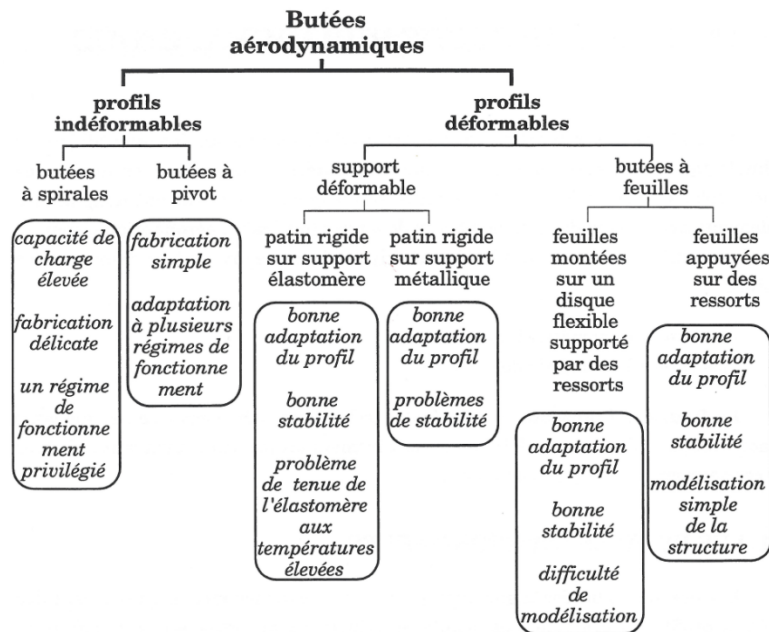 Butées
aérodynamiques
profils
indéformables
profils
déformables
butées
à spirales
butées à
pivot
support
déformable
butées à
feuilles
capacité de
charge
élevée
fabrication
délicate
un régime
de
fonctionne
ment
privilégié
fabrication
simple
adaptation
à plusieurs
régimes de
fonctionne
ment
patin rigide
sur support
élastomère
bonne
adaptation
du profil
bonne
stabilité
problème
de tenue de
l'élastomère
aux
températures
élevées
patin rigide
sur support
métallique
bonne
adaptation
du profil
problèmes
de stabilité
feuilles
montées
sur un
disque
flexible
supporté
par des
ressorts
bonne
adaptation
du profil
bonne
stabilité
difficulté
de
modélisation
feuilles
appuyées
sur des
ressorts
bonne
adaptation
du profil
bonne
stabilité
modélisation
simple
de la
structure